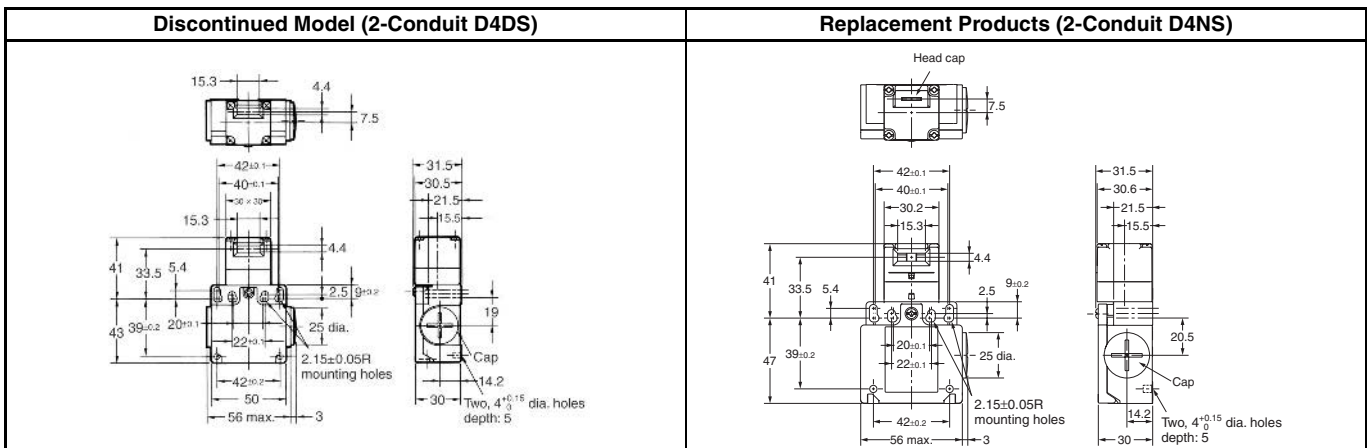 Discontinued Model (2-Conduit D4DS)
Replacement Products (2-Conduit D4NS)
15.3
4.4
7.5
42±0.1
40±0.1
30 × 30
15.3
4.4
41
33.5
5.4
2.5
9±0.2
43
39±0.2
20±0.1
22±0.1
25 dia.
2.15±0.05R
mounting holes
42±0.2
50
56 max.
3
31.5
30.5
21.5
15.5
19
Cap
14.2
30
Two, 4+0.15 0 dia. holes
depth: 5
Head cap
7.5
42±0.1
40±0.1
30.2
15.3
4.4
41
33.5
5.4
2.5
9±0.2
47
39±0.2
20±0.1
22±0.1
25 dia.
2.15±0.05R
mounting holes
42±0.2
56 max.
3
31.5
30.6
21.5
15.5
20.5
Cap
14.2
30
Two, 4+0.15 0 dia. holes
depth: 5